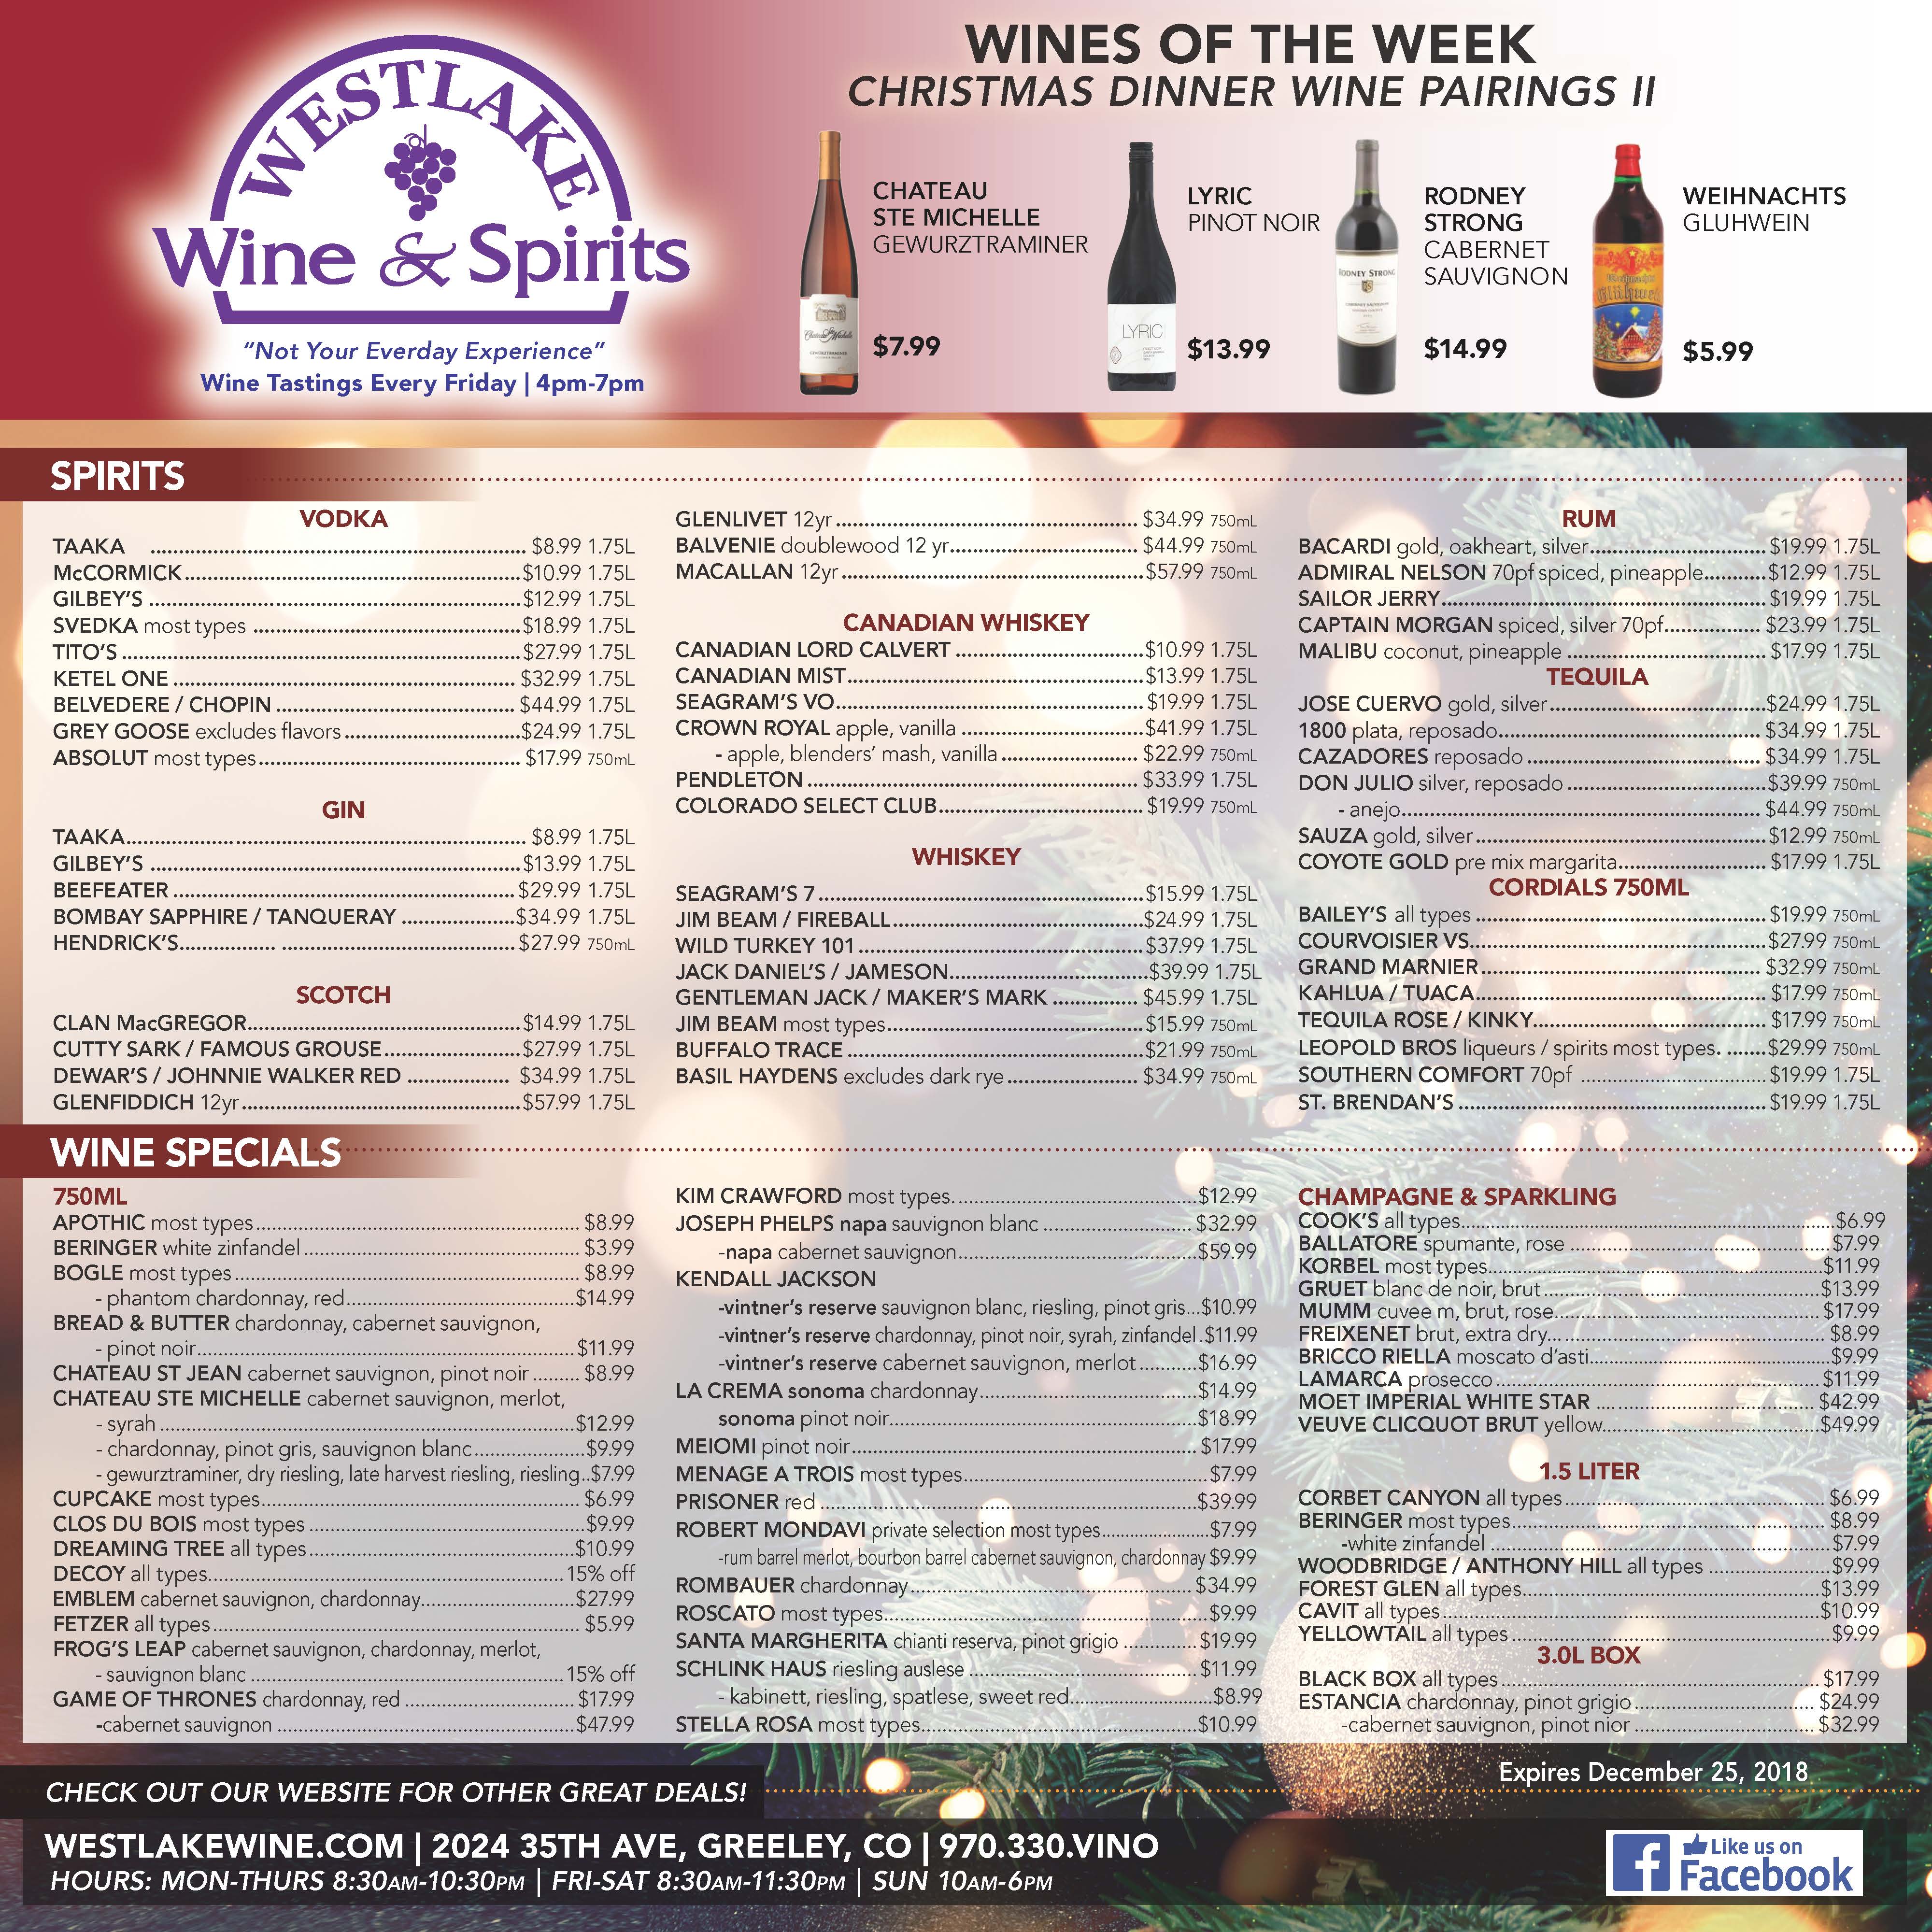 WESTLAKE
Wine & Spirits
"Not Your Everday Experience"
Wine Tastings Every Friday | 4pm-7pm
WINES OF THE WEEK
CHRISTMAS DINNER WINE PAIRINGS II
CHATEAU
STE MICHELLE
GEWURZTRAMINER
$7.99
LYRIC
LYRIC
PINOT NOIR
$13.99
RODNEY STRONG
RODNEY
STRONG
CABERNET
SAUVIGNON
$14.99
WEIHNACHTS
GLUHWEIN
$5.99
SPIRITS
VODKA
TAAKA $8.99 1.75L
McCORMICK $10.99 1.75L
GILBEY'S $12.99 1.75L
SVEDKA most types $18.99 1.75L
TITO'S $27.99 1.75L
KETEL ONE $32.99 1.75L
BELVEDERE / CHOPIN $44.99 1.75L
GREY GOOSE excludes flavors $24.99 1.75L
ABSOLUT most types $17.99 750mL
GIN
TAAKA $8.99 1.75L
GILBEY'S $13.99 1.75L
BEEFEATER $29.99 1.75L
BOMBAY SAPPHIRE / TANQUERAY $34.99 1.75L
HENDRICK'S $27.99 750mL
SCOTCH
CLAN MacGREGOR $14.99 1.75L
CUTTY SARK / FAMOUS GROUSE $27.99 1.75L
DEWAR'S / JOHNNIE WALKER RED $34.99 1.75L
GLENFIDDICH 12yr $57.99 1.75L
GLENLIVET 12yr $34.99 750mL
BALVENIE doublewood 12 yr $44.99 750mL
MACALLAN 12yr $57.99 750mL
CANADIAN WHISKEY
CANADIAN LORD CALVERT $10.99 1.75L
CANADIAN MIST $13.99 1.75L
SEAGRAM'S VO $19.99 1.75L
CROWN ROYAL apple, vanilla $41.99 1.75L
- apple, blenders' mash, vanilla $22.99 750mL
PENDLETON $33.99 1.75L
COLORADO SELECT CLUB $19.99 750mL
WHISKEY
SEAGRAM'S 7 $15.99 1.75L
JIM BEAM / FIREBALL $24.99 1.75L
WILD TURKEY 101 $37.99 1.75L
JACK DANIEL'S / JAMESON $39.99 1.75L
GENTLEMAN JACK / MAKER'S MARK $45.99 1.75L
JIM BEAM most types $15.99 750mL
BUFFALO TRACE $21.99 750mL
BASIL HAYDENS excludes dark rye $34.99 750mL
RUM
BACARDI gold, oakheart, silver $19.99 1.75L
ADMIRAL NELSON 70pf spiced, pineapple $12.99 1.75L
SAILOR JERRY $19.99 1.75L
CAPTAIN MORGAN spiced, silver 70pf $23.99 1.75L
MALIBU coconut, pineapple $17.99 1.75L
TEQUILA
JOSE CUERVO gold, silver $24.99 1.75L
1800 plata, reposado $34.99 1.75L
CAZADORES reposado $34.99 1.75L
DON JULIO silver, reposado $39.99 750mL
- anejo $44.99 750mL
SAUZA gold, silver $12.99 750mL
COYOTE GOLD pre mix margarita $17.99 1.75L
CORDIALS 750ML
BAILEY'S all types $19.99 750mL
COURVOISIER VS $27.99 750mL
GRAND MARNIER $32.99 750mL
KAHLUA / TUACA $17.99 750mL
TEQUILA ROSE / KINKY $17.99 750mL
LEOPOLD BROS liqueurs / spirits most types. $29.99 750mL
SOUTHERN COMFORT 70pf $19.99 1.75L
ST. BRENDAN'S $19.99 1.75L
WINE SPECIALS
750ML
APOTHIC most types $8.99
BERINGER white zinfandel $3.99
BOGLE most types $8.99
- phantom chardonnay, red $14.99
BREAD & BUTTER chardonnay, cabernet sauvignon,
- pinot noir $11.99
CHATEAU ST JEAN cabernet sauvignon, pinot noir $8.99
CHATEAU STE MICHELLE cabernet sauvignon, merlot,
- syrah $12.99
- chardonnay, pinot gris, sauvignon blanc $9.99
- gewurztraminer, dry riesling, late harvest riesling, riesling $7.99
CUPCAKE most types $6.99
CLOS DU BOIS most types $9.99
DREAMING TREE all types $10.99
DECOY all types 15% off
EMBLEM cabernet sauvignon, chardonnay $27.99
FETZER all types $5.99
FROG'S LEAP cabernet sauvignon, chardonnay, merlot,
- sauvignon blanc 15% off
GAME OF THRONES chardonnay, red $17.99
-cabernet sauvignon $47.99
KIM CRAWFORD most types $12.99
JOSEPH PHELPS napa sauvignon blanc $32.99
-napa cabernet sauvignon $59.99
KENDALL JACKSON
-vintner's reserve sauvignon blanc, riesling, pinot gris $10.99
-vintner's reserve chardonnay, pinot noir, syrah, zinfandel $11.99
-vintner's reserve cabernet sauvignon, merlot $16.99
LA CREMA sonoma chardonnay $14.99
sonoma pinot noir $18.99
MEIOMI pinot noir $17.99
MENAGE A TROIS most types $7.99
PRISONER red $39.99
ROBERT MONDAVI private selection most types $7.99
-rum barrel merlot, bourbon barrel cabernet sauvignon, chardonnay $9.99
ROMBAUER chardonnay $34.99
ROSCATO most types $9.99
SANTA MARGHERITA chianti reserva, pinot grigio $19.99
SCHLINK HAUS riesling auslese $11.99
- kabinett, riesling, spatlese, sweet red $8.99
STELLA ROSA most types $10.99
CHAMPAGNE & SPARKLING
COOK'S all types $6.99
BALLATORE spumante, rose $7.99
KORBEL most types $11.99
GRUET blanc de noir, brut $13.99
MUMM cuvee m, brut, rose $17.99
FREIXENET brut, extra dry $8.99
BRICCO RIELLA moscato d'asti $9.99
LAMARCA prosecco $11.99
MOET IMPERIAL WHITE STAR $42.99
VEUVE CLICQUOT BRUT yellow $49.99
1.5 LITER
CORBET CANYON all types $6.99
BERINGER most types $8.99
-white zinfandel $7.99
WOODBRIDGE / ANTHONY HILL all types $9.99
FOREST GLEN all types $13.99
CAVIT all types $10.99
YELLOWTAIL all types $9.99
3.0L BOX
BLACK BOX all types $17.99
ESTANCIA chardonnay, pinot grigio $24.99
-cabernet sauvignon, pinot nior $32.99
Expires December 25, 2018
CHECK OUT OUR WEBSITE FOR OTHER GREAT DEALS!
WESTLAKEWINE.COM | 2024 35TH AVE, GREELEY, CO | 970.330.VINO
HOURS: MON-THURS 8:30AM-10:30PM | FRI-SAT 8:30AM-11:30PM | SUN 10AM-6PM
f Like us on
Facebook